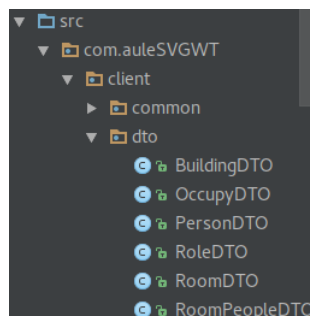 src
com.auleSVGWT
client
common
dto
BuildingDTO
OccupyDTO
PersonDTO
RoleDTO
RoomDTO
RoomPeopleDTO